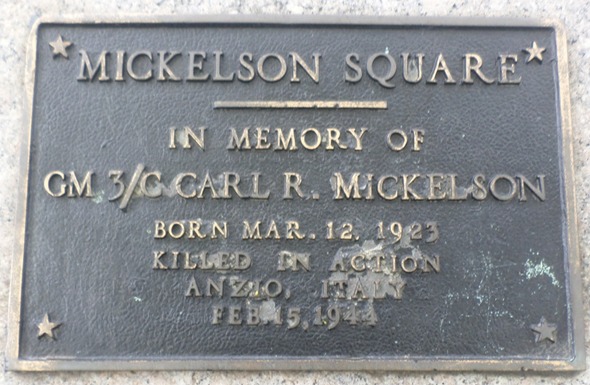 MICKELSON SQUARE
IN MEMORY OF
GM 3/C CARL R. MICKELSON
BORN MAR. 12, 1923
KILLED IN ACTION
ANZIO, ITALY
FEB. 15, 1944